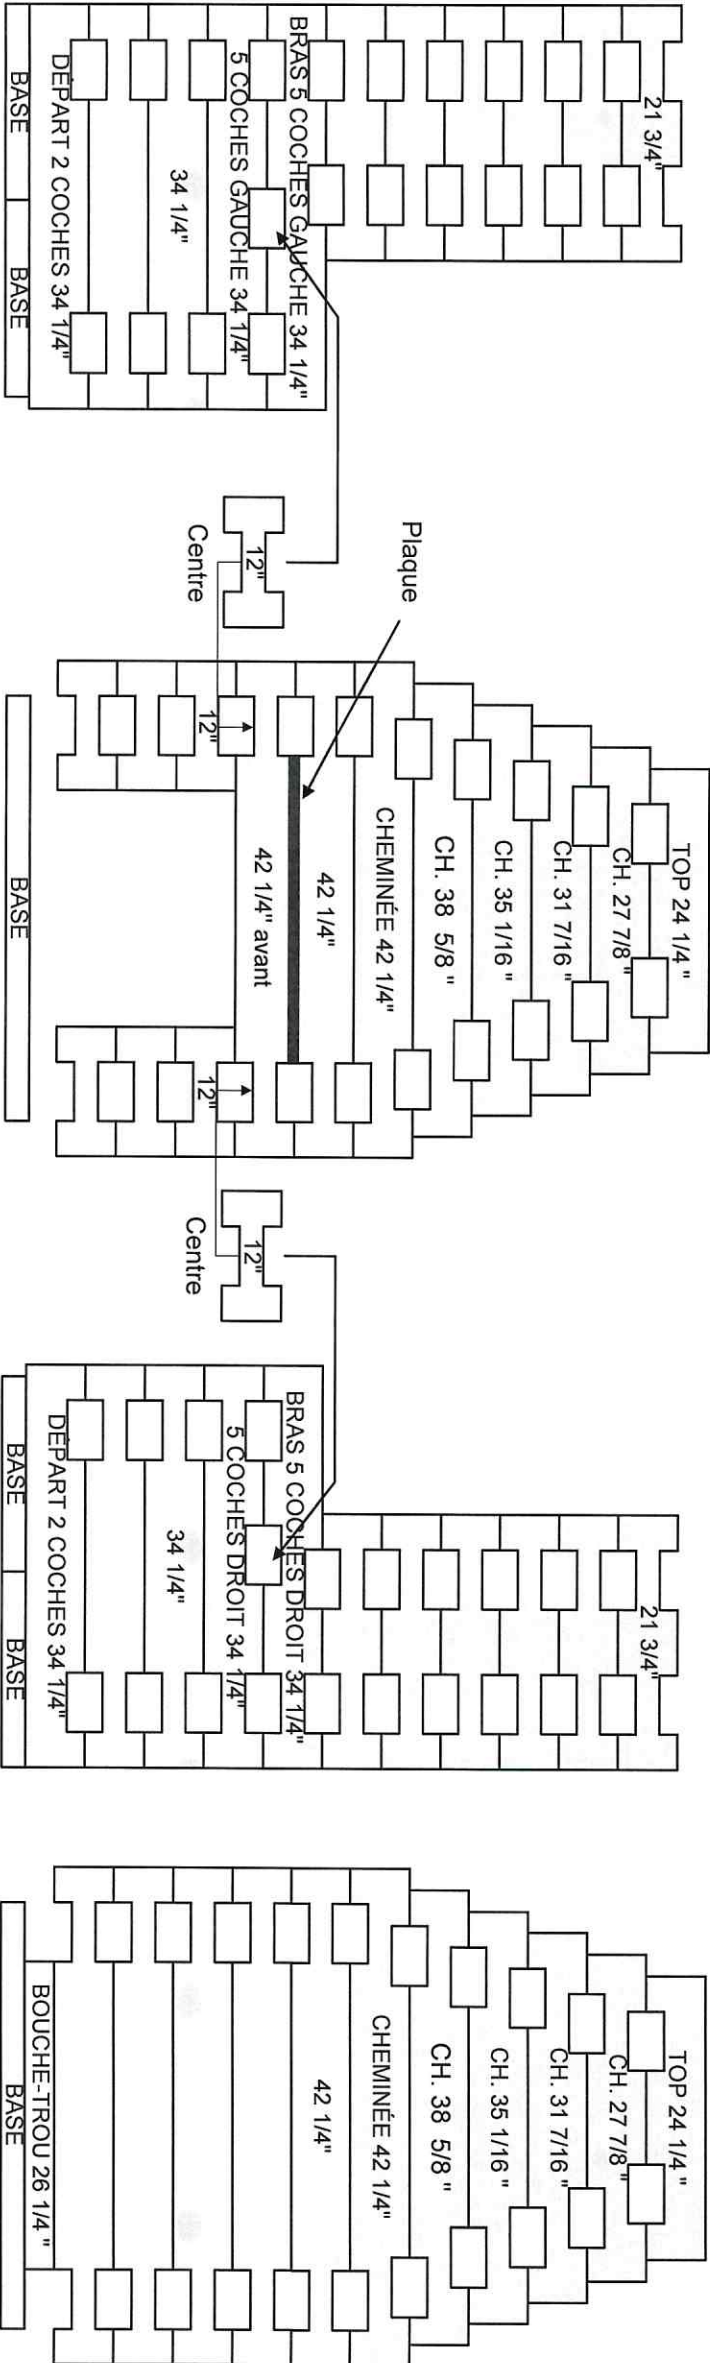 21 3/4"
BRAS 5 COCHES GAUCHE 34 1/4"
5 COCHES GAUCHE 34 1/4"
34 1/4"
DÉPART 2 COCHES 34 1/4"
BASE
BASE
12"
Centre
Plaque
TOP 24 1/4 "
CH. 27 7/8 "
CH. 31 7/16 "
CH. 35 1/16 "
CH. 38 5/8 "
CHEMINÉE 42 1/4"
42 1/4"
42 1/4" avant
12"
12"
BASE
12"
Centre
21 3/4"
BRAS 5 COCHES DROIT 34 1/4"
5 COCHES DROIT 34 1/4"
34 1/4"
DÉPART 2 COCHES 34 1/4"
BASE
BASE
TOP 24 1/4 "
CH. 27 7/8 "
CH. 31 7/16 "
CH. 35 1/16 "
CH. 38 5/8 "
CHEMINÉE 42 1/4"
42 1/4"
BOUCHE-TROU 26 1/4 "
BASE